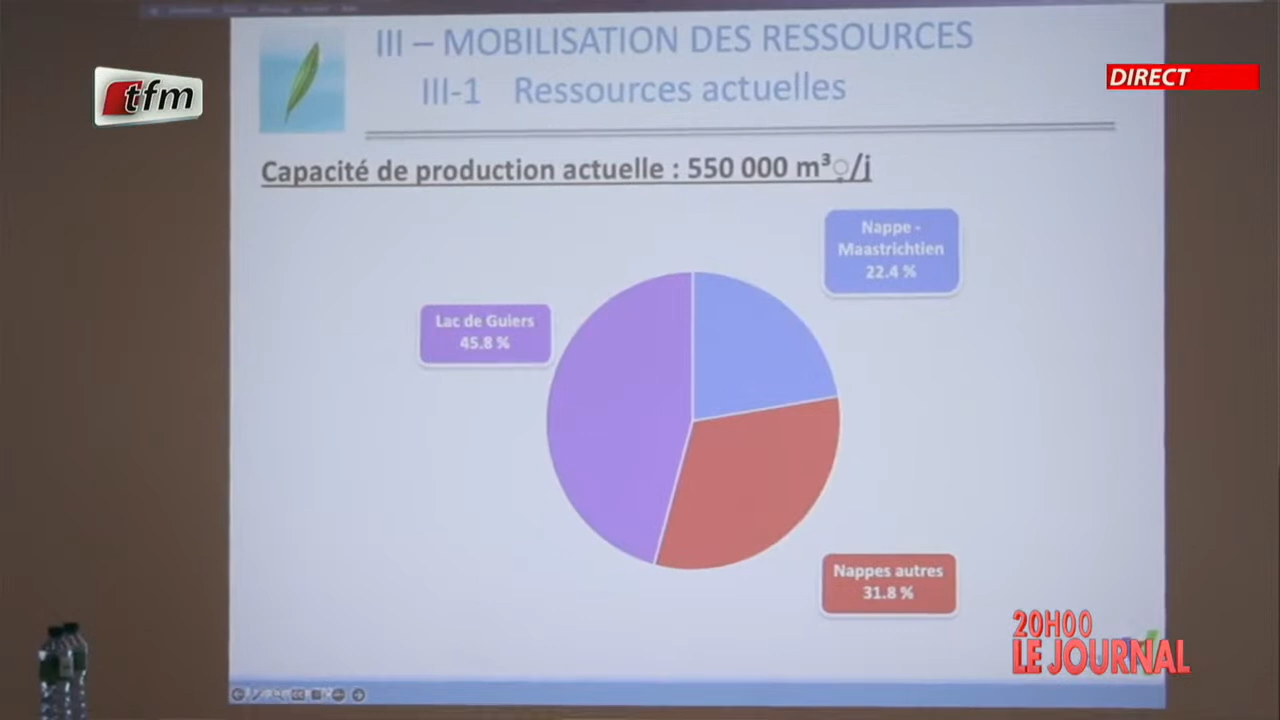 III – MOBILISATION DES RESSOURCES
III-1 Ressources actuelles
tfm
DIRECT
Capacité de production actuelle : 550 000 m³/j
Nappe -
Maastrichtien
22.4 %
Lac de Guiers
45.8 %
Nappes autres
31.8 %
20H00
LE JOURNAL